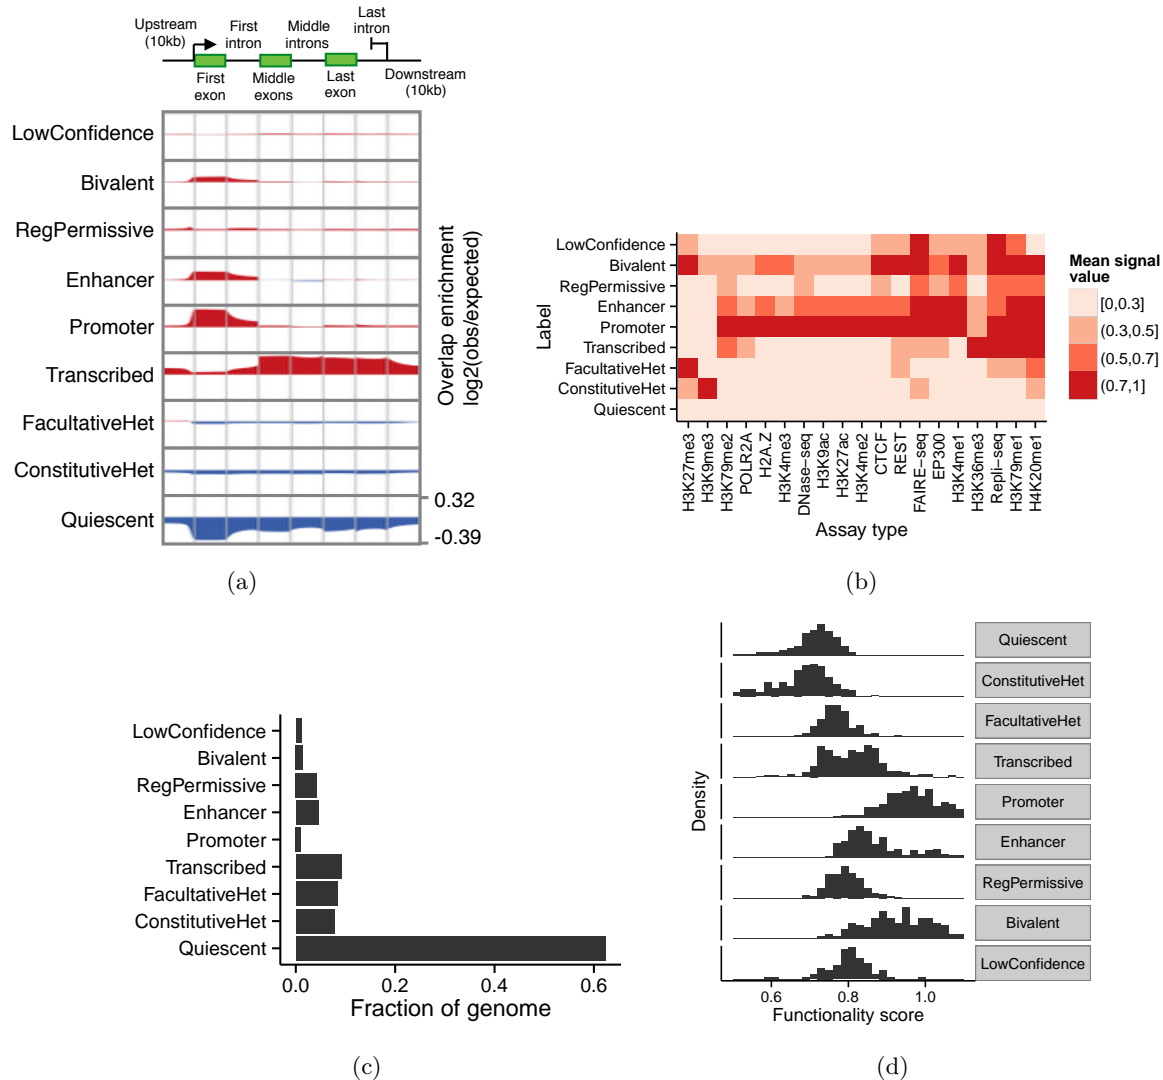 Upstream
(10kb)
First
intron
Middle
introns
Last
intron
First
exon
Middle
exons
Last
exon
Downstream
(10kb)
LowConfidence
Bivalent
RegPermissive
Enhancer
Promoter
Transcribed
FacultativeHet
ConstitutiveHet
Quiescent
0.32
-0.39
Overlap enrichment
log2(obs/expected)
(a)
Label
LowConfidence
Bivalent
RegPermissive
Enhancer
Promoter
Transcribed
FacultativeHet
ConstitutiveHet
Quiescent
H3K27me3
H3K9me3
H3K79me2
POLR2A
H2A.Z
H3K4me3
DNase-seq
H3K9ac
H3K27ac
H3K4me2
CTCF
REST
FAIRE-seq
EP300
H3K4me1
H3K36me3
Repli-seq
H3K79me1
H4K20me1
Assay type
Mean signal
value
[0,0.3]
(0.3,0.5]
(0.5,0.7]
(0.7,1]
(b)
LowConfidence
Bivalent
RegPermissive
Enhancer
Promoter
Transcribed
FacultativeHet
ConstitutiveHet
Quiescent
0.0
0.2
0.4
0.6
Fraction of genome
(c)
Density
Quiescent
ConstitutiveHet
FacultativeHet
Transcribed
Promoter
Enhancer
RegPermissive
Bivalent
LowConfidence
0.6
0.8
1.0
Functionality score
(d)